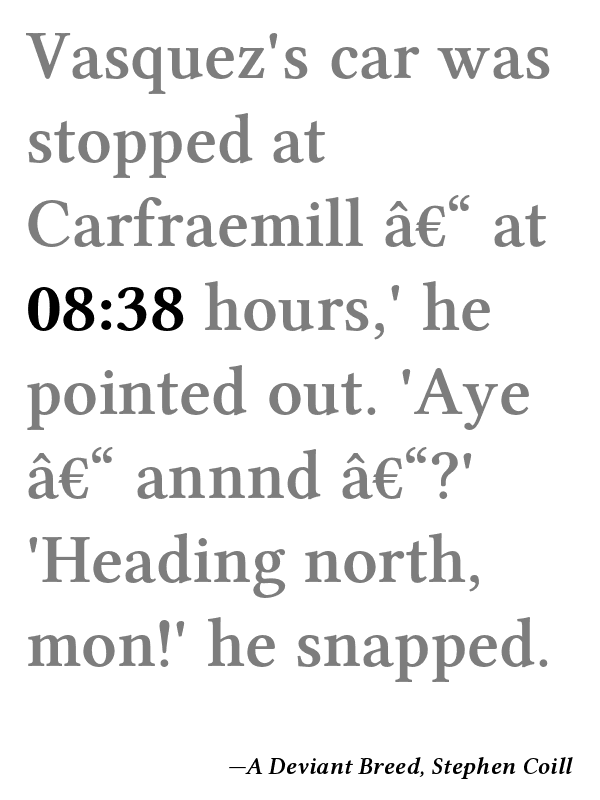 Vasquez's car was
stopped at
Carfraemill â€“ at
08:38 hours,' he
pointed out. 'Aye
â€“ annnd â€“?'
'Heading north,
mon!' he snapped.
—A Deviant Breed, Stephen Coill